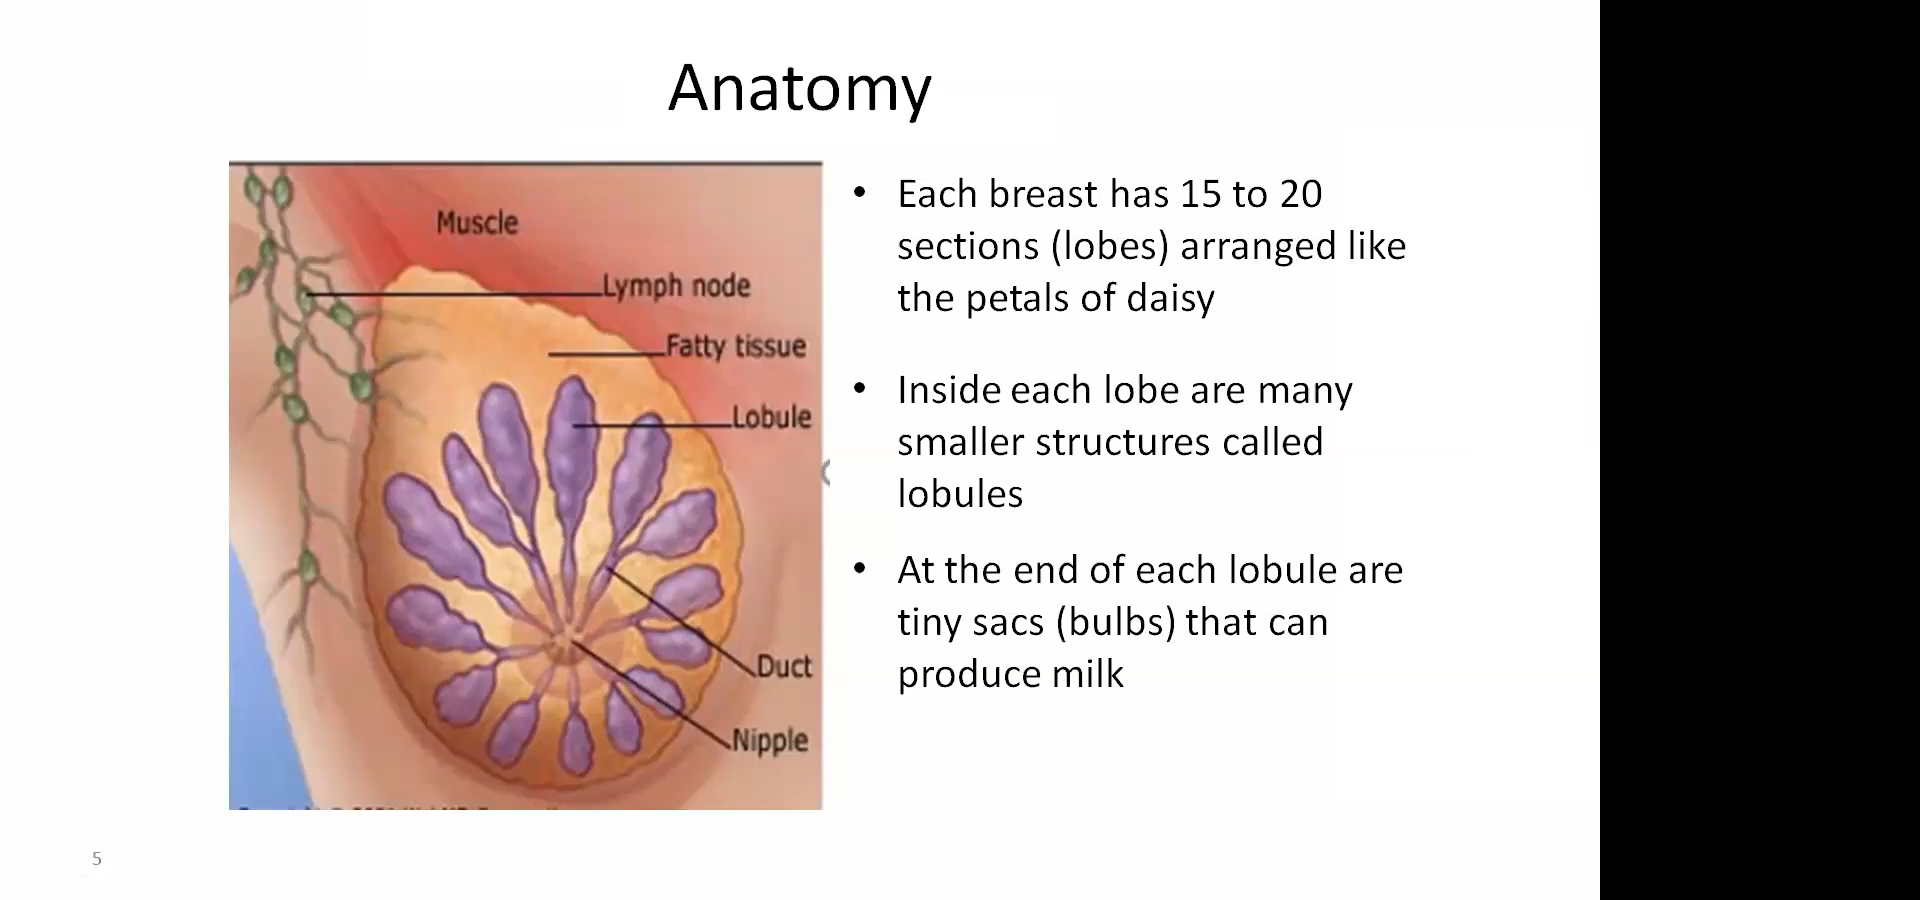 Anatomy
Muscle
Lymph node
Fatty tissue
Lobule
Duct
Nipple
• Each breast has 15 to 20
sections (lobes) arranged like
the petals of daisy
• Inside each lobe are many
smaller structures called
lobules
• At the end of each lobule are
tiny sacs (bulbs) that can
produce milk
5